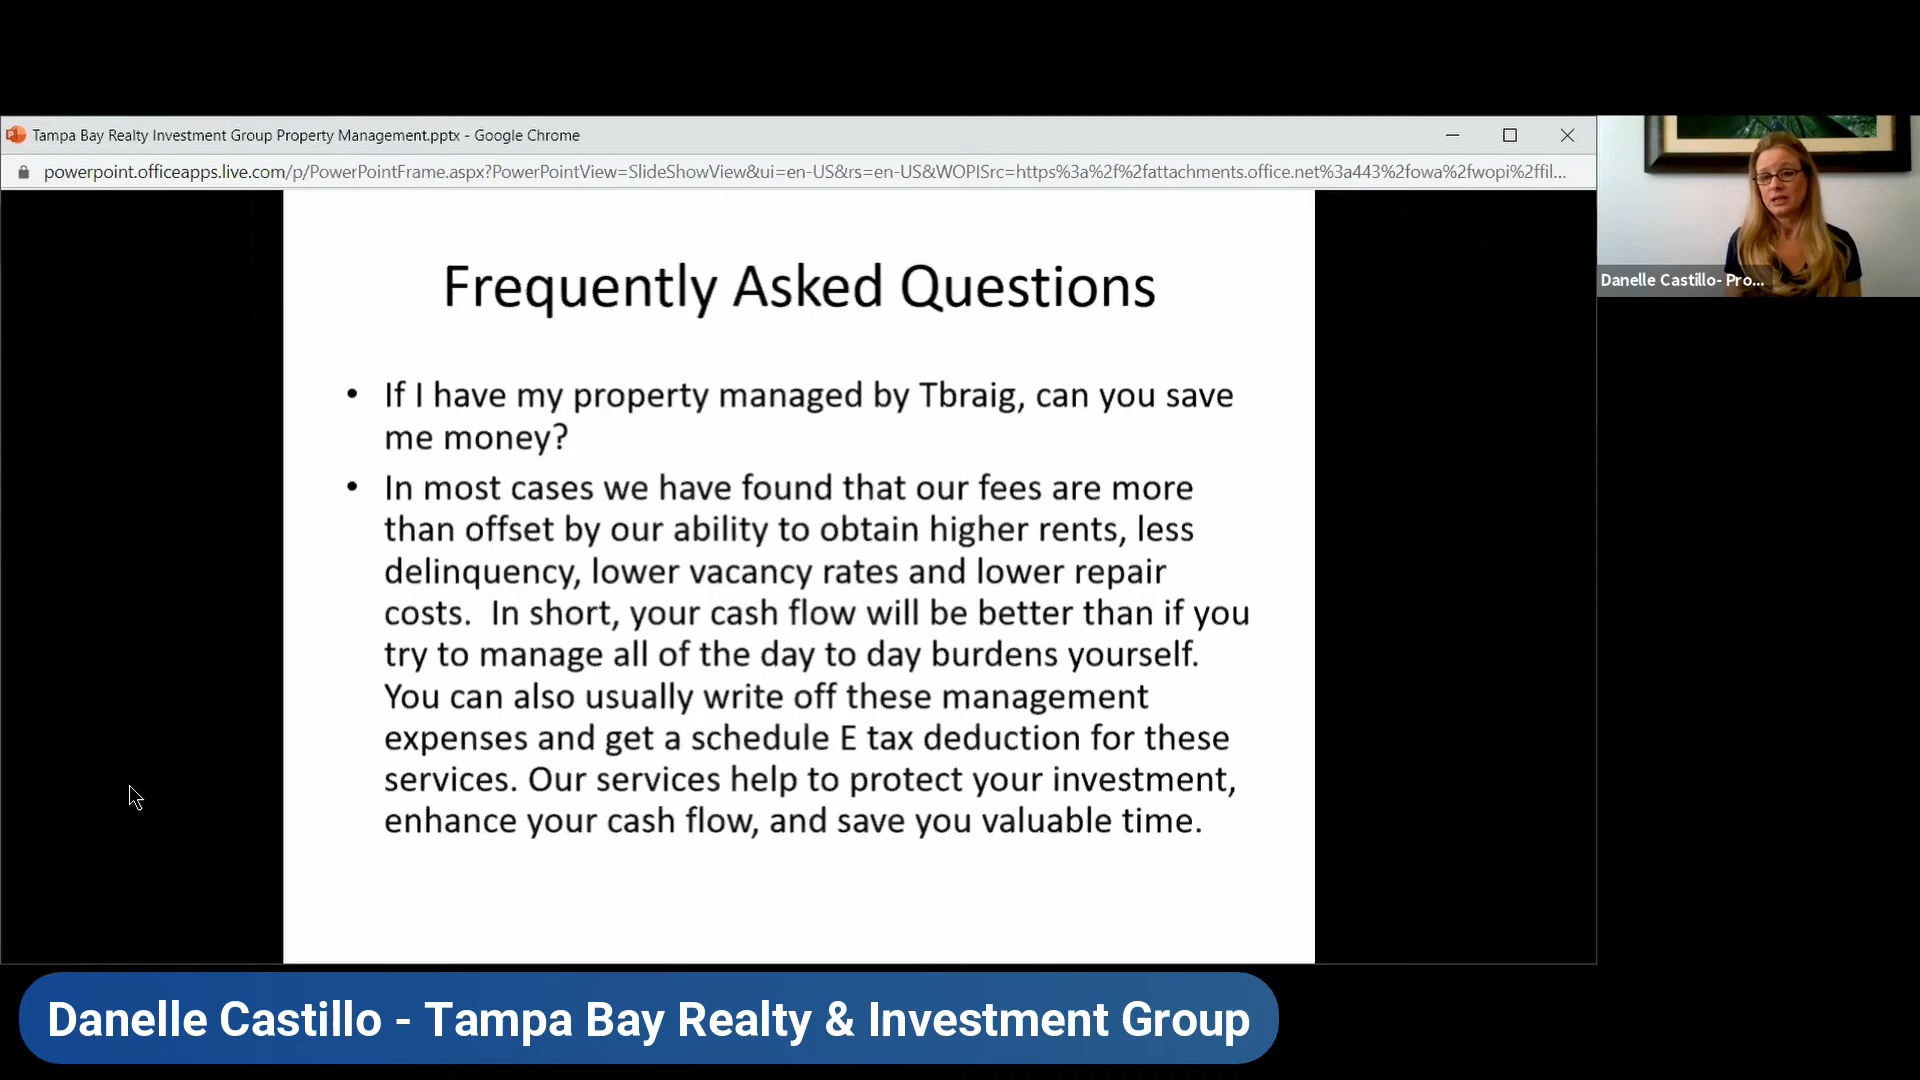 Tampa Bay Realty Investment Group Property Management.pptx - Google Chrome
powerpoint.officeapps.live.com/p/PowerPointFrame.aspx?PowerPointView=SlideShowView&ui=en-US&rs=en-US&WOPISrc=https%3a%2f%2fattachments.office.net%3a443%2fowa%2fwopi%2ffil...
Danelle Castillo- Pro...
Frequently Asked Questions
• If I have my property managed by Tbraig, can you save
me money?
• In most cases we have found that our fees are more
than offset by our ability to obtain higher rents, less
delinquency, lower vacancy rates and lower repair
costs.  In short, your cash flow will be better than if you
try to manage all of the day to day burdens yourself.
You can also usually write off these management
expenses and get a schedule E tax deduction for these
services. Our services help to protect your investment,
enhance your cash flow, and save you valuable time.
Danelle Castillo - Tampa Bay Realty & Investment Group